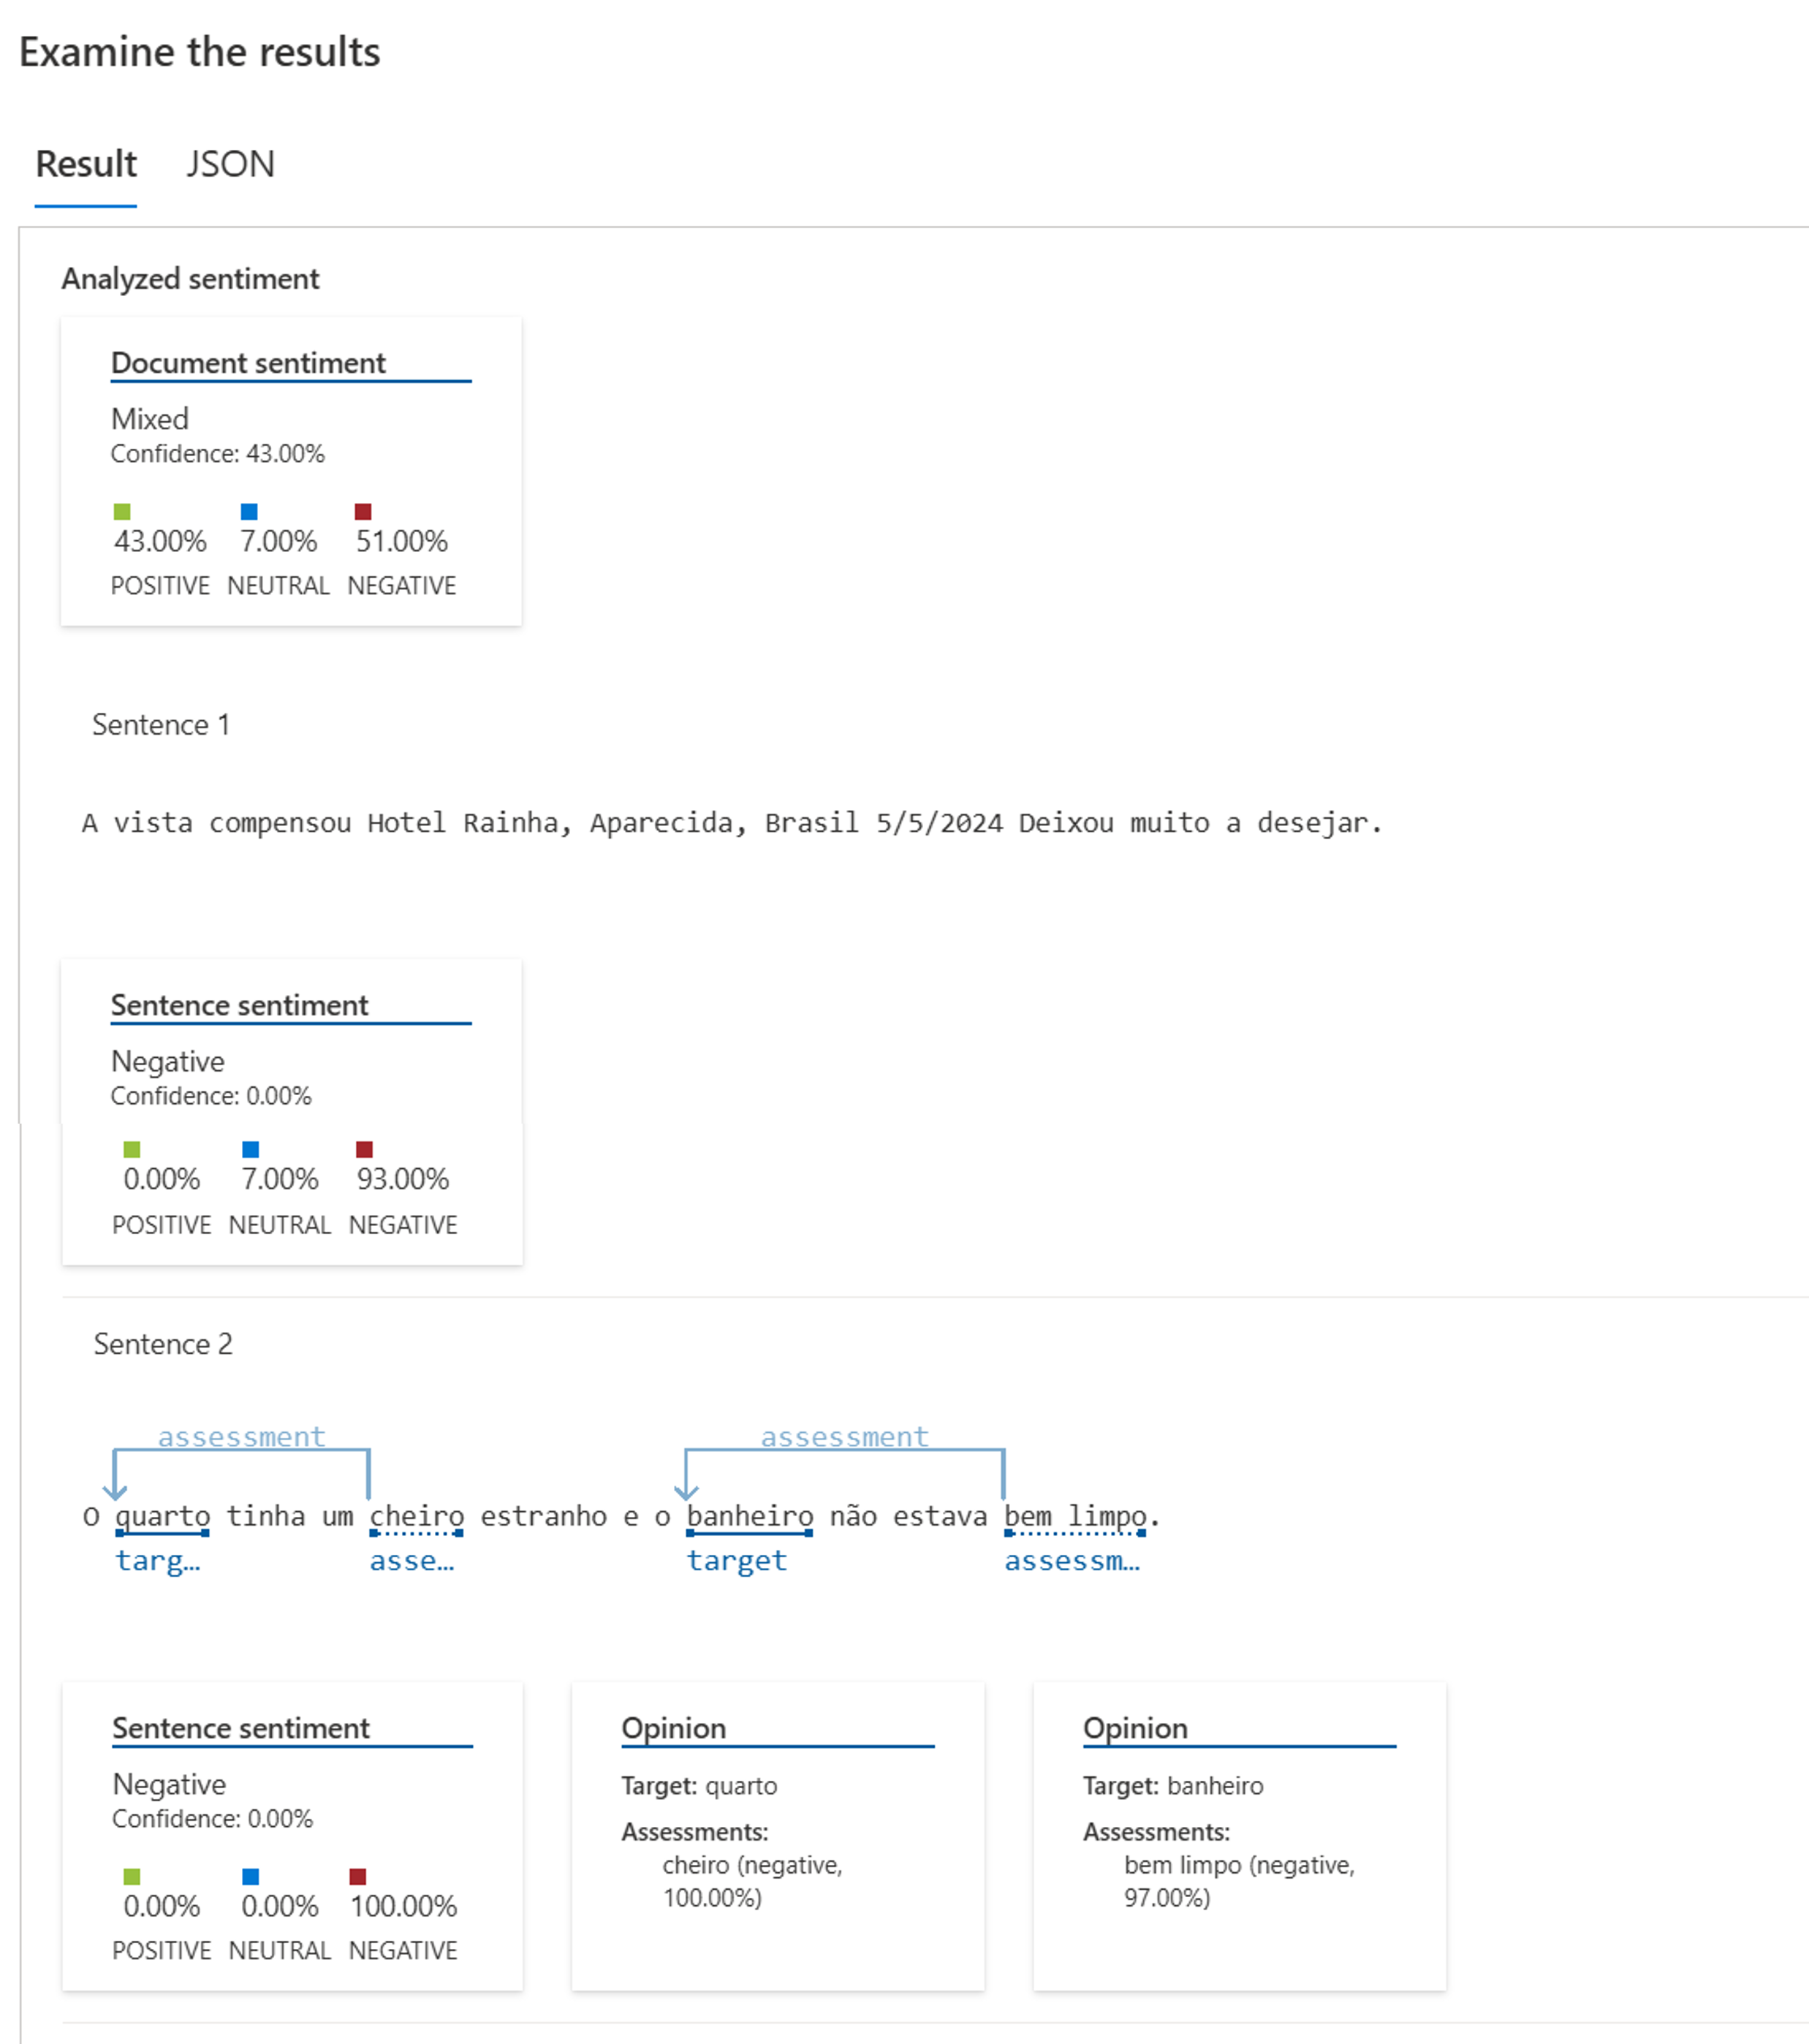 Examine the results
Result JSON
Analyzed sentiment
Document sentiment
Mixed
Confidence: 43.00%
43.00% 7.00% 51.00%
POSITIVE NEUTRAL NEGATIVE
Sentence 1
A vista compensou Hotel Rainha, Aparecida, Brasil 5/5/2024 Deixou muito a desejar.
Sentence sentiment
Negative
Confidence: 0.00%
0.00% 7.00% 93.00%
POSITIVE NEUTRAL NEGATIVE
Sentence 2
assessment assessment
O quarto tinha um cheiro estranho e o banheiro não estava bem limpo.
targ… asse… target assessm…
Sentence sentiment
Negative
Confidence: 0.00%
0.00% 0.00% 100.00%
POSITIVE NEUTRAL NEGATIVE
Opinion
Target: quarto
Assessments:
cheiro (negative,
100.00%)
Opinion
Target: banheiro
Assessments:
bem limpo (negative,
97.00%)